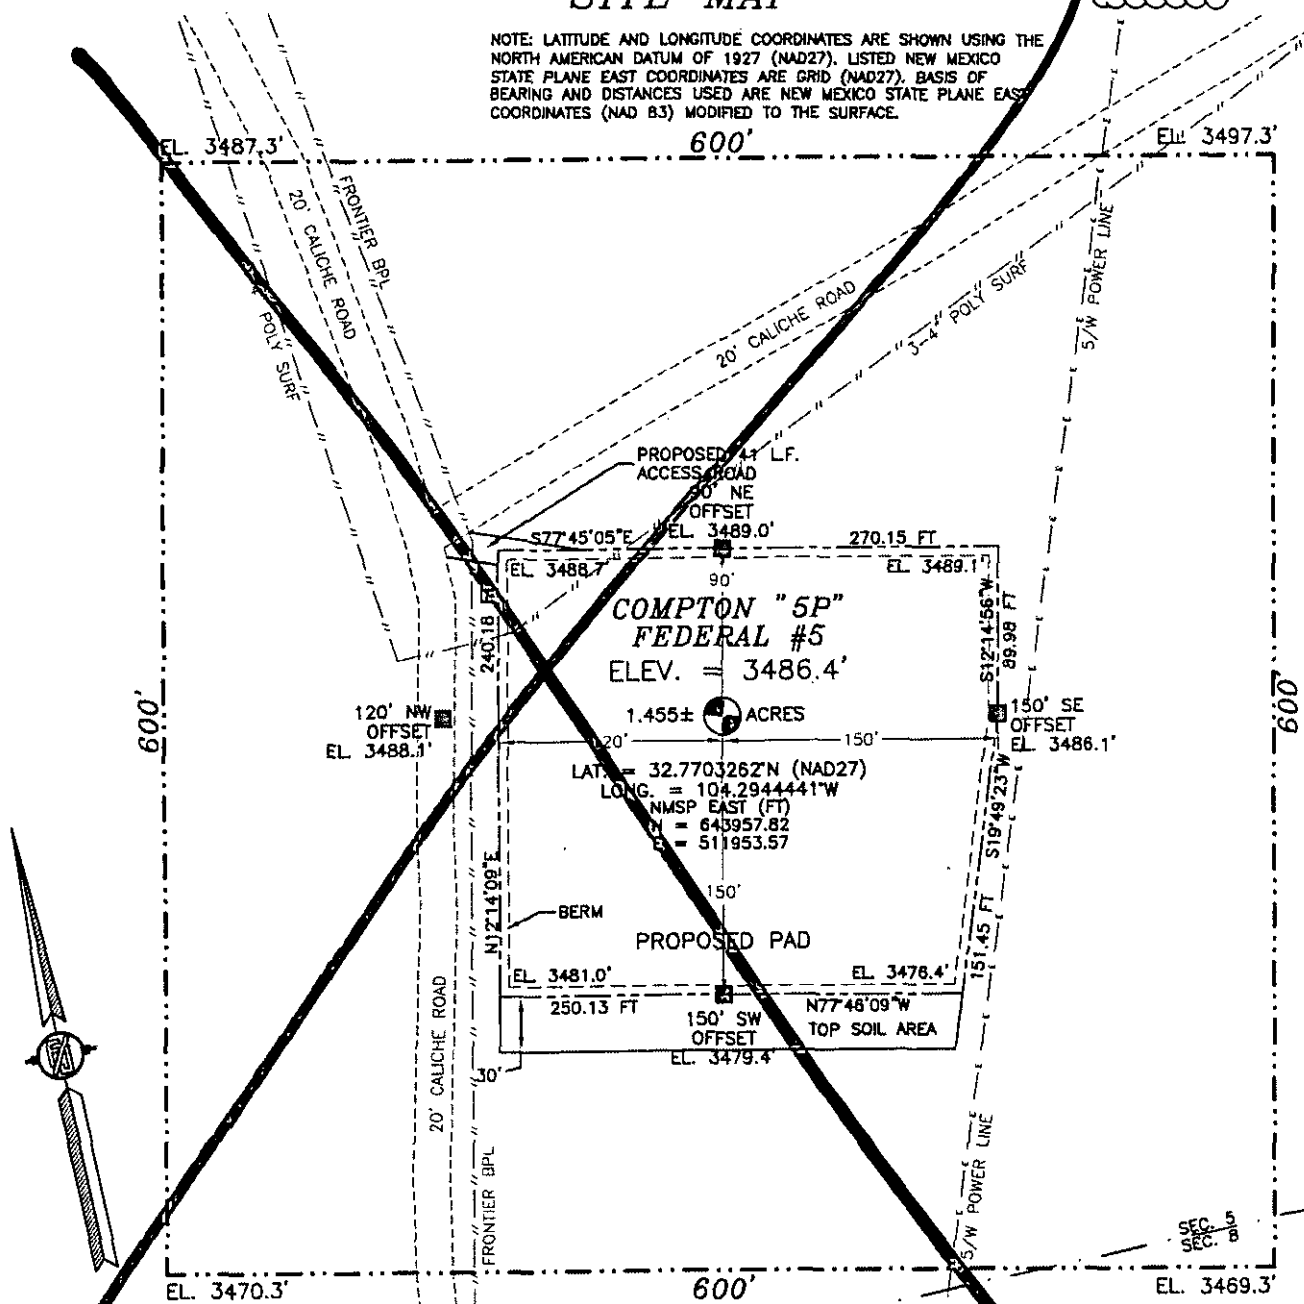 SITE MAP
NOTE: LATITUDE AND LONGITUDE COORDINATES ARE SHOWN USING THE
NORTH AMERICAN DATUM OF 1927 (NAD27). LISTED NEW MEXICO
STATE PLANE EAST COORDINATES ARE GRID (NAD27). BASIS OF
BEARING AND DISTANCES USED ARE NEW MEXICO STATE PLANE EAST
COORDINATES (NAD 83) MODIFIED TO THE SURFACE.
600'
EL. 3487.3'
EL. 3497.3'
FRONTIER BPL
20' CALICHE ROAD
POLY SURF
20' CALICHE ROAD
3-4" POLY SURF
5/W POWER LINE
PROPOSED 41 L.F.
ACCESS ROAD
90' NE
OFFSET
EL. 3489.0'
S77°45'05"E
270.15 FT
EL. 3488.7'
EL. 3489.1'
90'
COMPTON "5P"
FEDERAL #5
ELEV. = 3486.4'
240.18 FT
S12°14'56"W
89.98 FT
1.455± ACRES
120' NW
OFFSET
EL. 3488.1'
150' SE
OFFSET
EL. 3486.1'
600'
600'
120'
150'
LAT. = 32.7703262°N (NAD27)
LONG. = 104.2944441°W
NMSP EAST (FT)
N = 643957.82
E = 511953.57
S19°49'23"W
151.45 FT
N12°14'09"E
150'
BERM
PROPOSED PAD
EL. 3481.0'
EL. 3476.4'
250.13 FT
N77°46'09"W
150' SW
OFFSET
EL. 3479.4'
TOP SOIL AREA
30'
20' CALICHE ROAD
FRONTIER BPL
5/W POWER LINE
SEC. 5
SEC. 8
EL. 3470.3'
600'
EL. 3469.3'